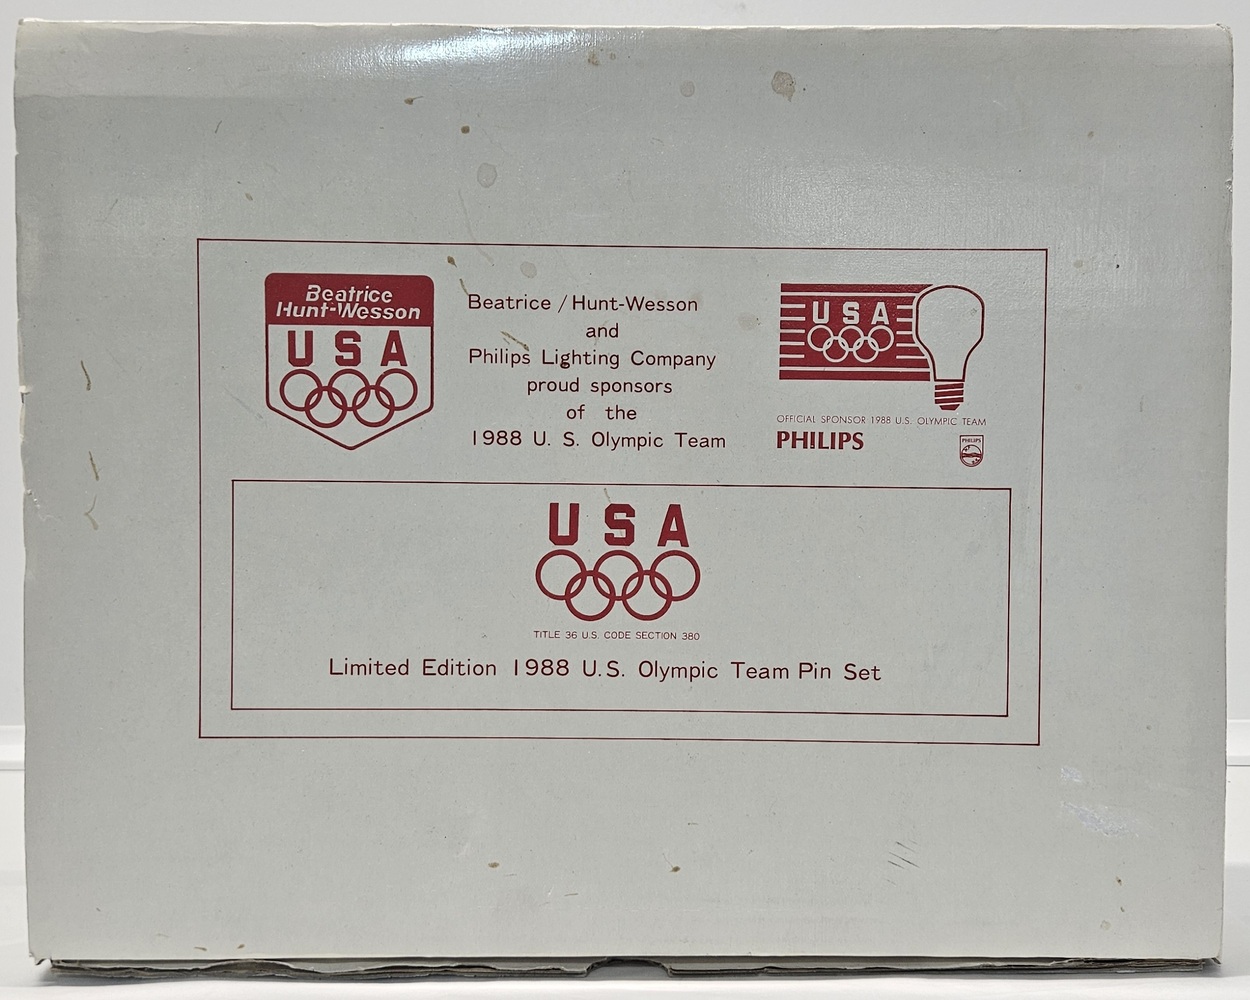 Beatrice
Hunt-Wesson
USA
Beatrice / Hunt-Wesson
and
Philips Lighting Company
proud sponsors
of the
1988 U. S. Olympic Team
USA
OFFICIAL SPONSOR 1988 U.S. OLYMPIC TEAM
PHILIPS
PHILIPS
USA
TITLE 36 U.S. CODE SECTION 380
Limited Edition 1988 U.S. Olympic Team Pin Set